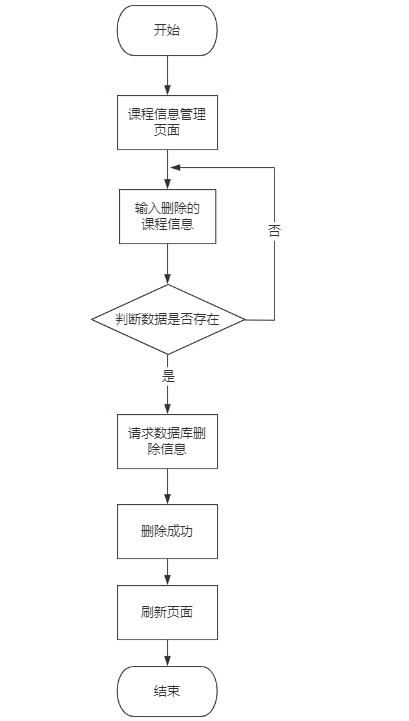 开始
课程信息管理
页面
输入删除的
课程信息
否
判断数据是否存在
是
请求数据库删
除信息
删除成功
刷新页面
结束